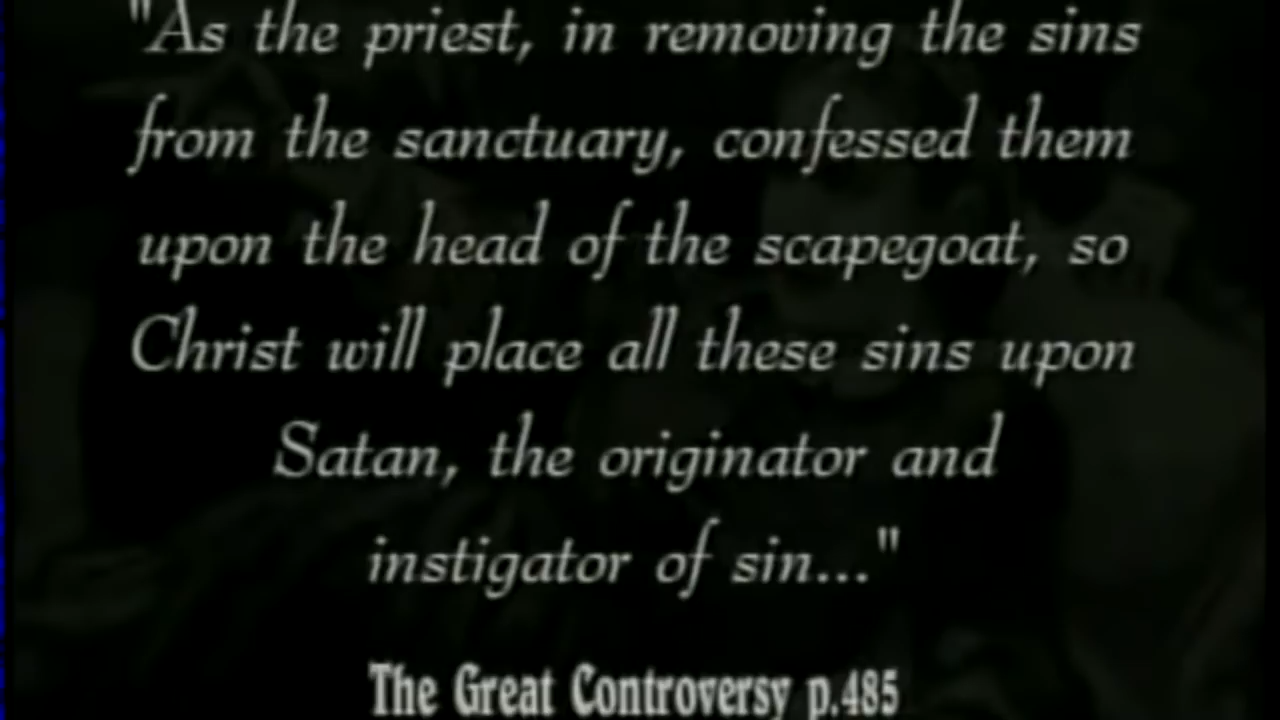 "As the priest, in removing the sins
from the sanctuary, confessed them
upon the head of the scapegoat, so
Christ will place all these sins upon
Satan, the originator and
instigator of sin..."
The Great Controversy p.485